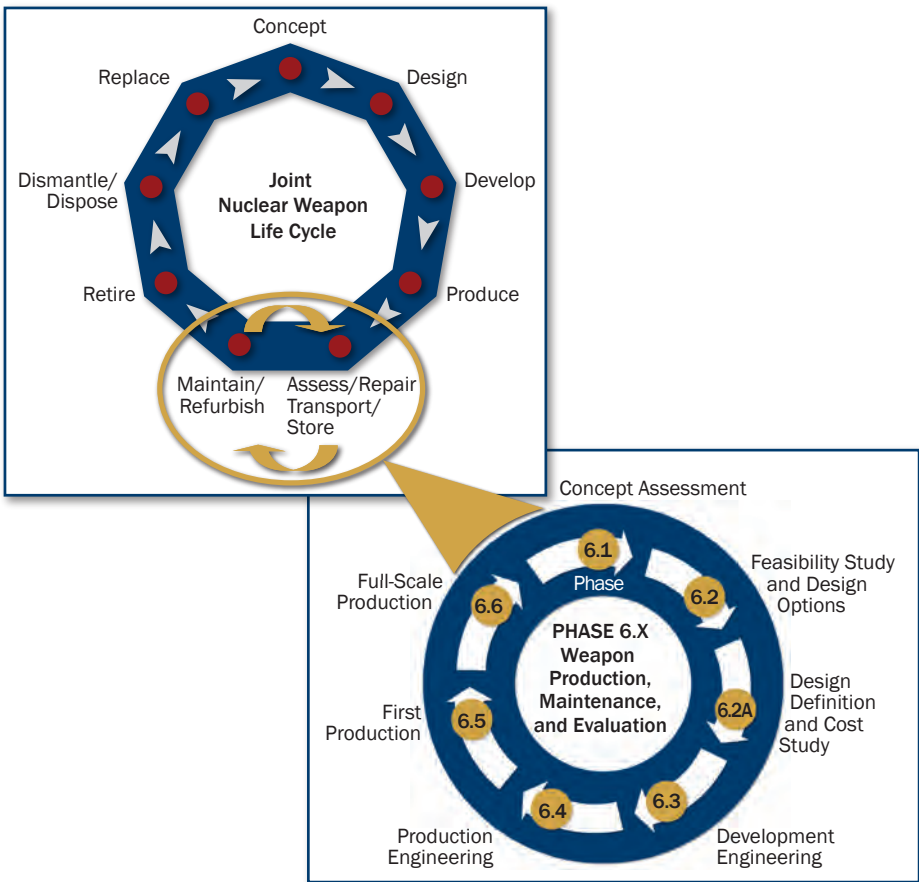 Concept
Replace
Design
Dismantle/
Dispose
Joint
Nuclear Weapon
Life Cycle
Develop
Retire
Produce
Maintain/
Refurbish
Assess/Repair
Transport/
Store
Concept Assessment
6.1
Phase
Feasibility Study
and Design
Options
6.2
Full-Scale
Production
6.6
PHASE 6.X
Weapon
Production,
Maintenance,
and Evaluation
Design
Definition
and Cost
Study
6.2A
First
Production
6.5
6.4
6.3
Production
Engineering
Development
Engineering